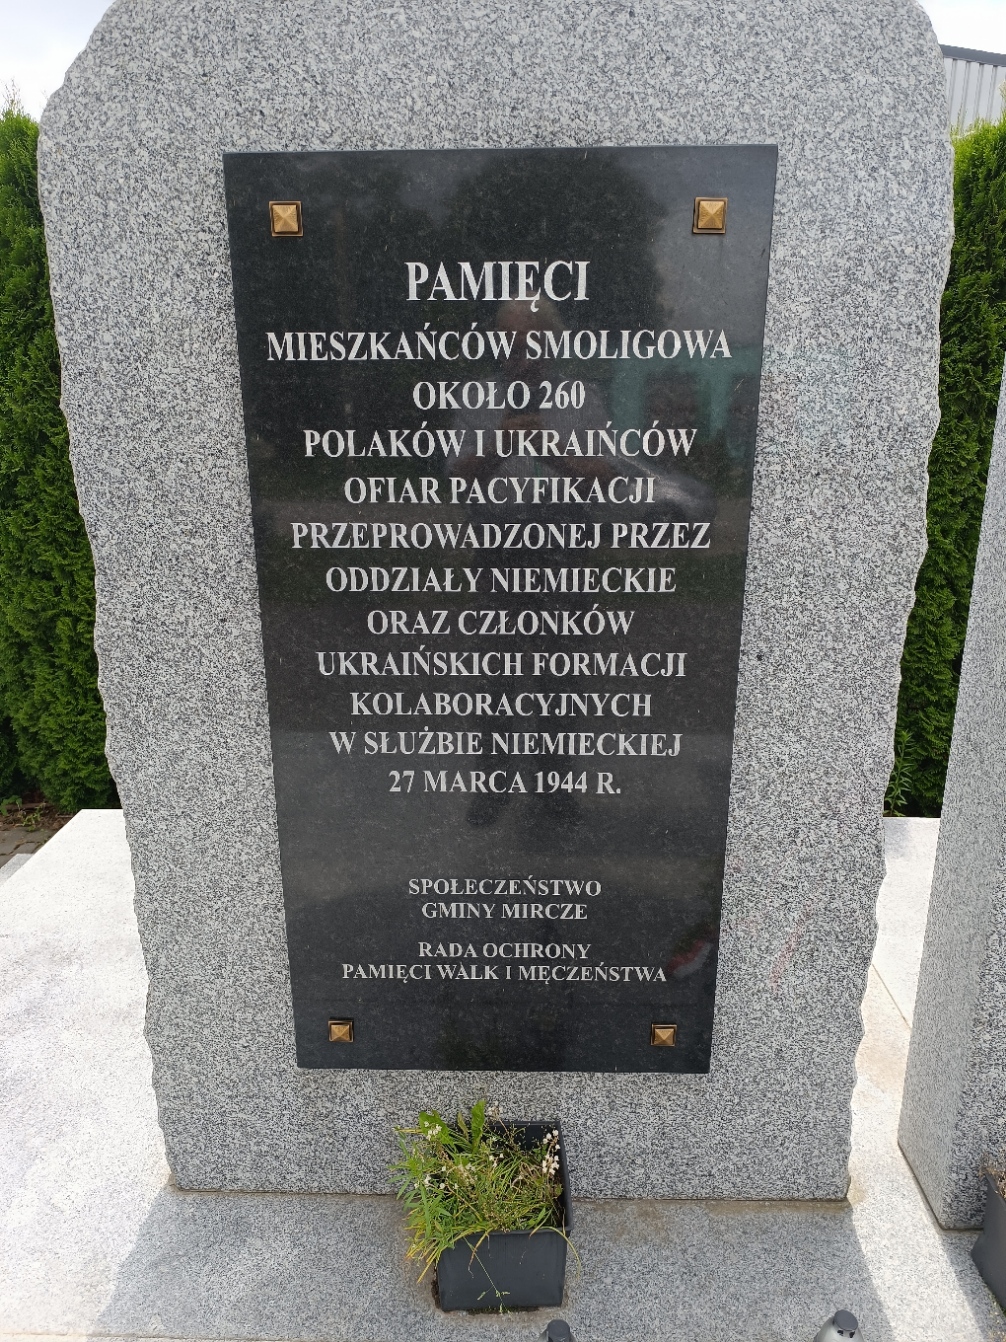 PAMIĘCI
MIESZKAŃCÓW SMOLIGOWA
OKOŁO 260
POLAKÓW I UKRAIŃCÓW
OFIAR PACYFIKACJI
PRZEPROWADZONEJ PRZEZ
ODDZIAŁY NIEMIECKIE
ORAZ CZŁONKÓW
UKRAIŃSKICH FORMACJI
KOLABORACYJNYCH
W SŁUŻBIE NIEMIECKIEJ
27 MARCA 1944 R.
SPOŁECZEŃSTWO
GMINY MIRCZE
RADA OCHRONY
PAMIĘCI WALK I MĘCZEŃSTWA